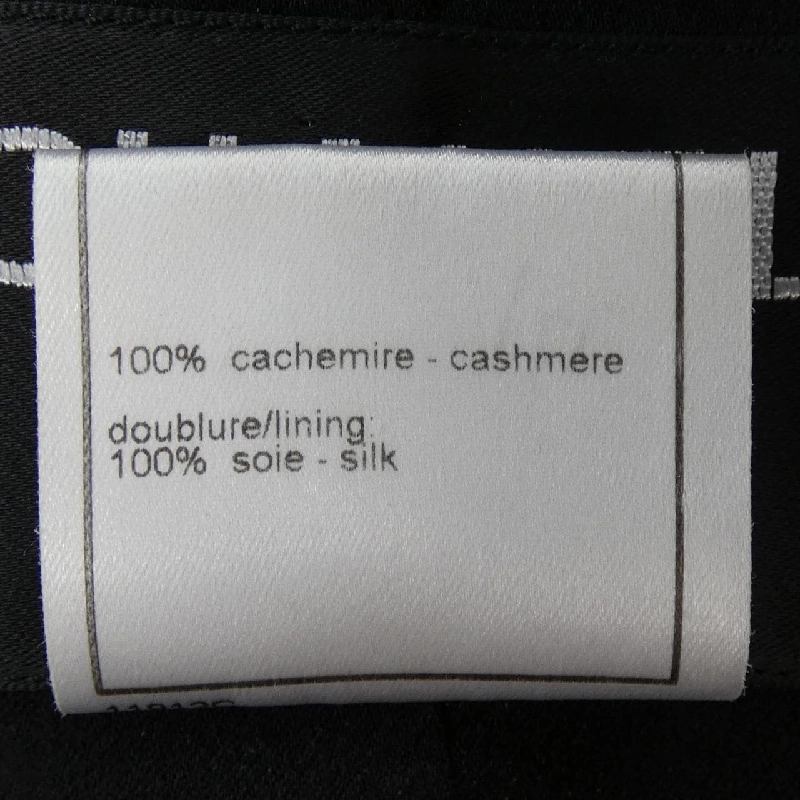 100% cachemire - cashmere
doublure/lining:
100% soie - silk